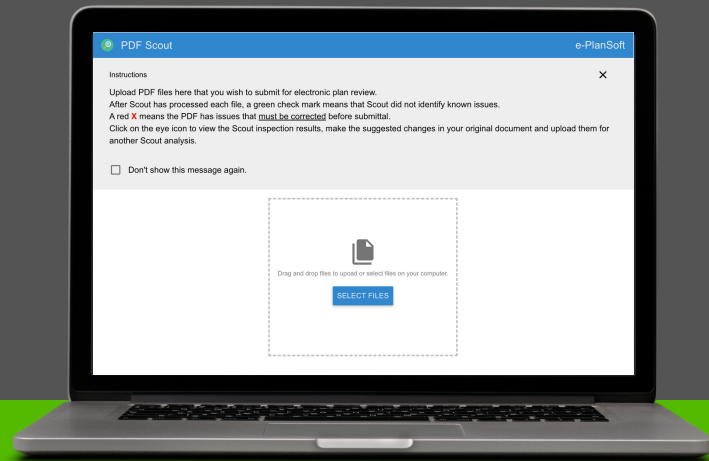 PDF Scout e-PlanSoft
Instructions
Upload PDF files here that you wish to submit for electronic plan review.
After Scout has processed each file, a green check mark means that Scout did not identify known issues.
A red X means the PDF has issues that must be corrected before submittal.
Click on the eye icon to view the Scout inspection results, make the suggested changes in your original document and upload them for
another Scout analysis.
Don't show this message again.
Drag and drop files to upoad or select files on your computer.
SELECT FILES